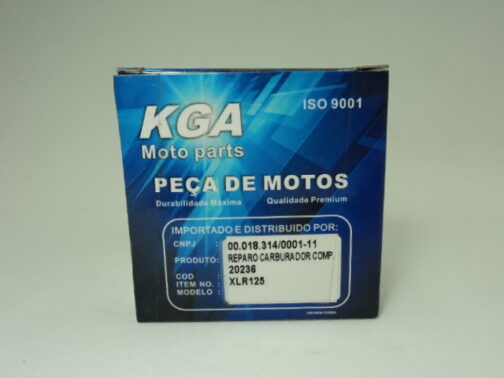 KGA
ISO 9001
Moto parts
PEÇA DE MOTOS
Durabilidade Máxima Qualidade Premium
IMPORTADO E DISTRIBUIDO POR:
CNPJ : 00.018.314/0001-11
PRODUTO: REPARO CARBURADOR COMP.
COD : 20236
ITEM NO. : XLR125
MODELO :